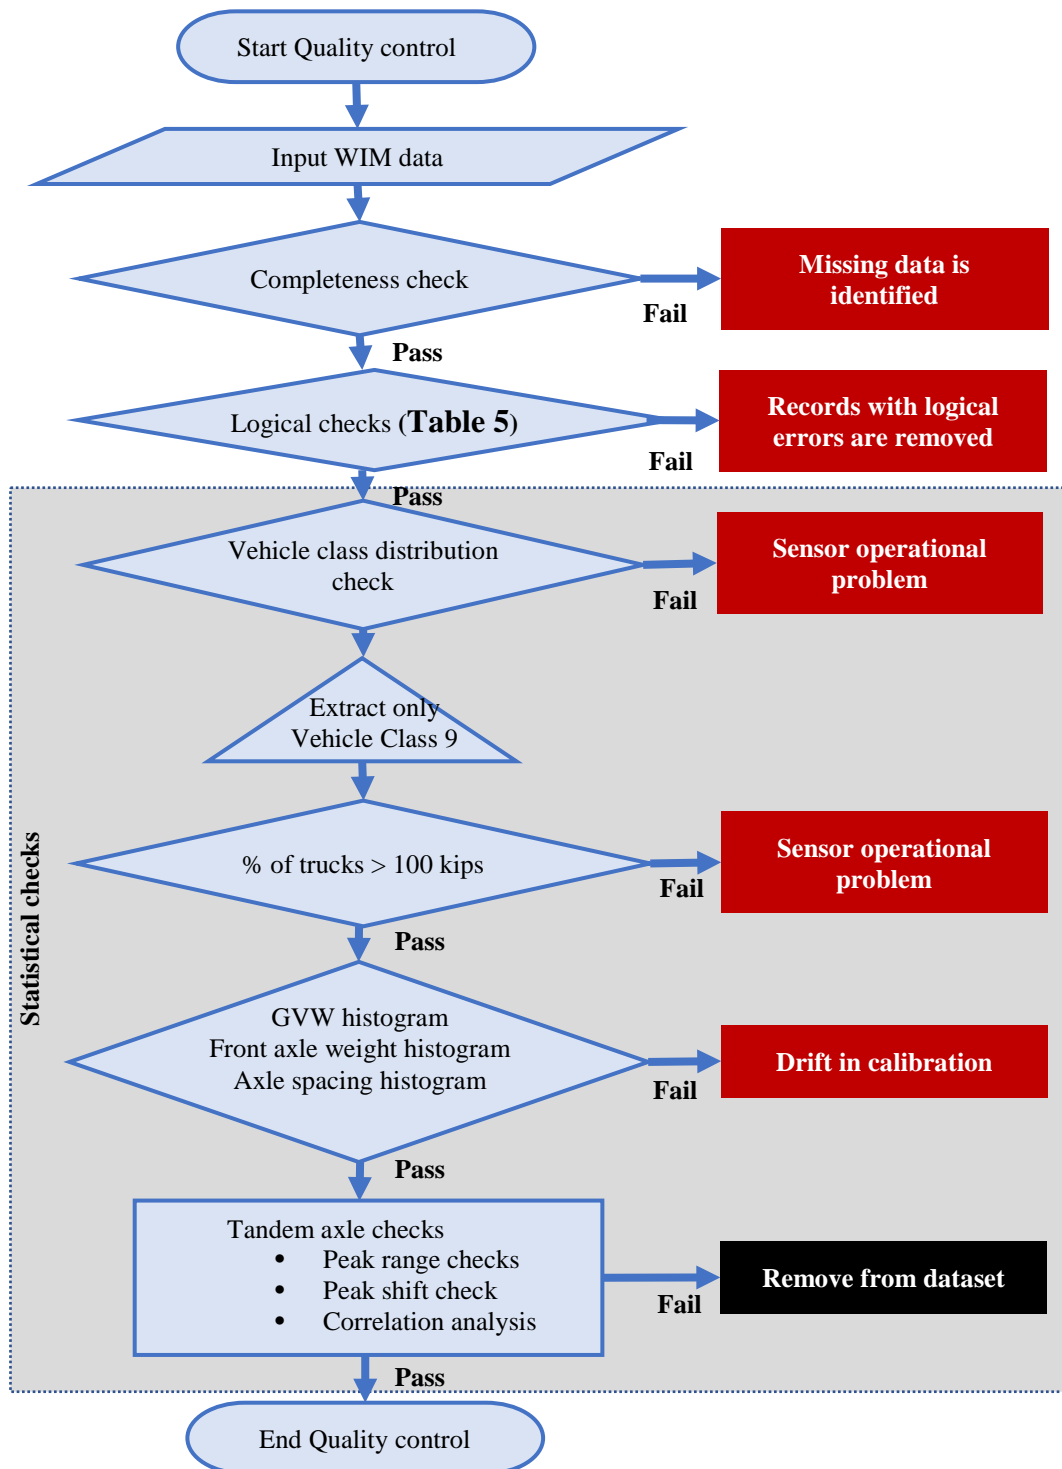 Start Quality control
Input WIM data
Completeness check
Missing data is
identified
Fail
Pass
Logical checks (Table 5)
Records with logical
errors are removed
Fail
Pass
Statistical checks
Vehicle class distribution
check
Sensor operational
problem
Fail
Extract only
Vehicle Class 9
% of trucks > 100 kips
Sensor operational
problem
Fail
Pass
GVW histogram
Front axle weight histogram
Axle spacing histogram
Drift in calibration
Fail
Pass
Tandem axle checks
▪ Peak range checks
▪ Peak shift check
▪ Correlation analysis
Remove from dataset
Fail
Pass
End Quality control